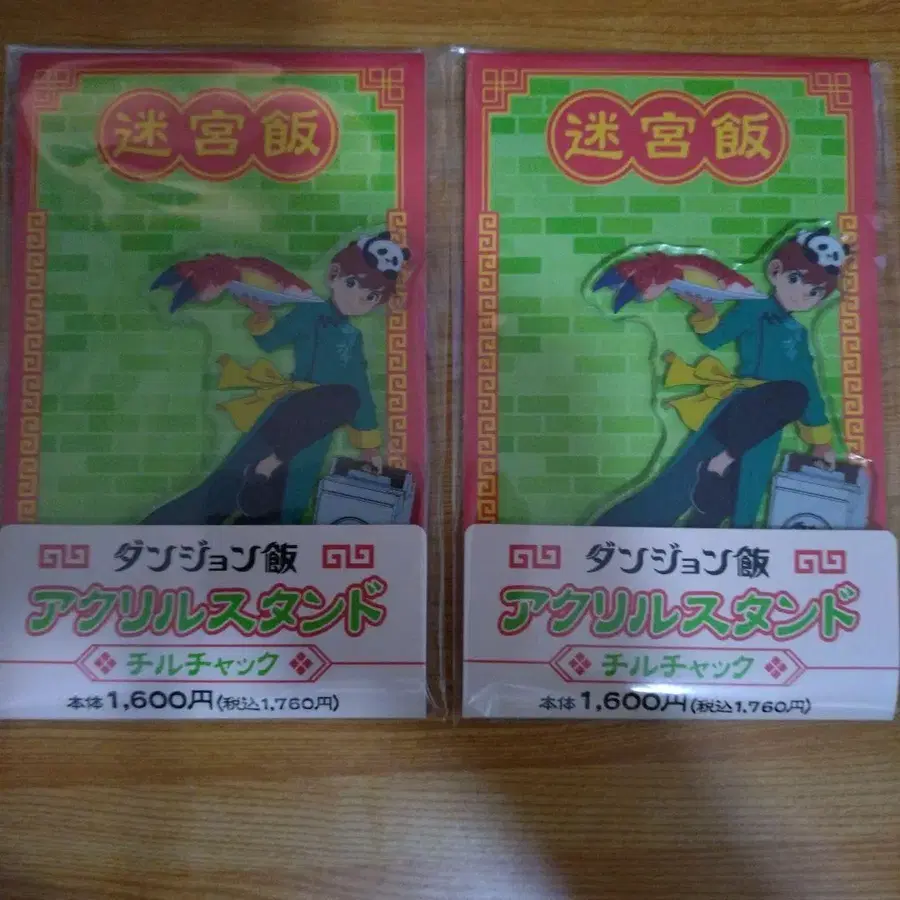 迷宮飯
ダンジョン飯
アクリルスタンド
チルチャック
本体1,600円(税込1,760円)
迷宮飯
ダンジョン飯
アクリルスタンド
チルチャック
本体1,600円(税込1,760円)